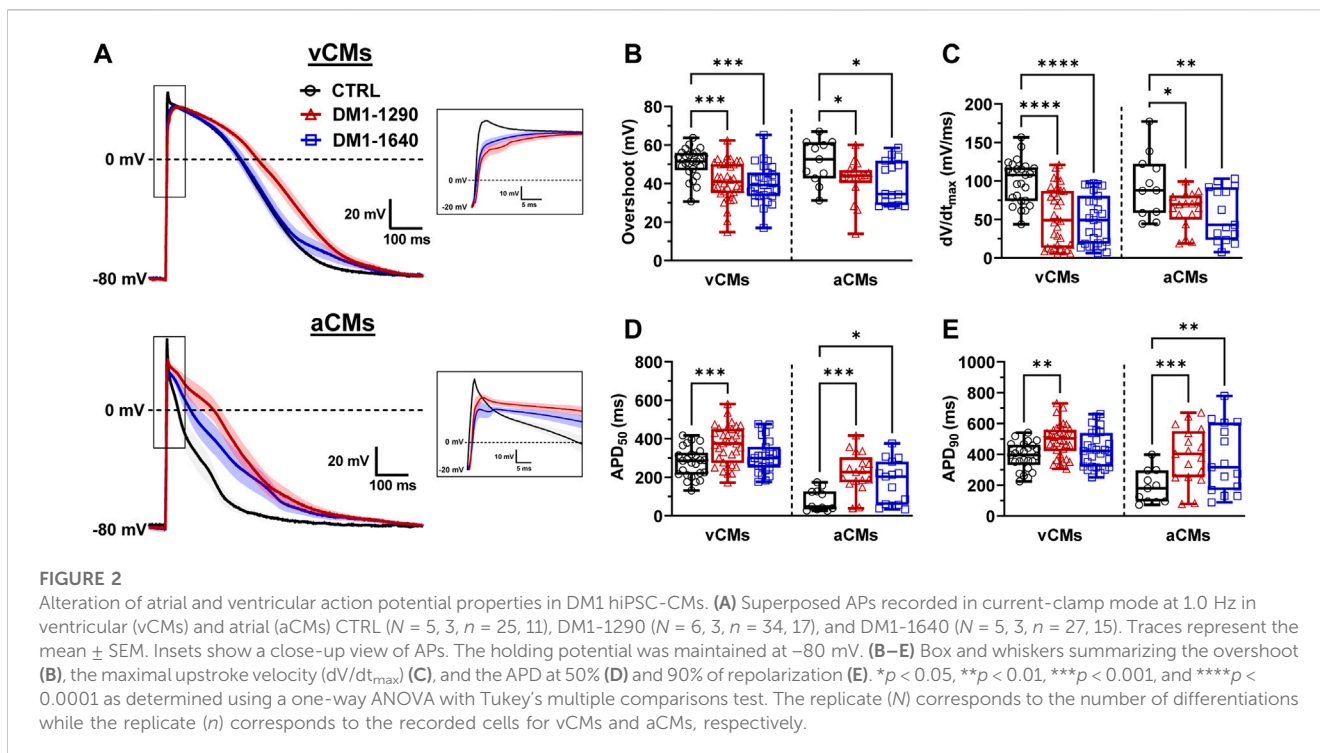 A
vCMs
CTRL
DM1-1290
DM1-1640
0 mV
-80 mV
20 mV
100 ms
0 mV
-20 mV
10 mV
5 ms
aCMs
0 mV
-80 mV
20 mV
100 ms
0 mV
-20 mV
10 mV
5 ms
B
Overshoot (mV)
80
60
40
20
0
***
***
*
*
vCMs aCMs
C
dV/dtmax (mV/ms)
200
150
100
50
0
****
****
**
*
vCMs aCMs
D
APD50 (ms)
800
600
400
200
0
***
*
***
vCMs aCMs
E
APD90 (ms)
1000
800
600
400
200
0
**
**
***
vCMs aCMs
FIGURE 2
Alteration of atrial and ventricular action potential properties in DM1 hiPSC-CMs. (A) Superposed APs recorded in current-clamp mode at 1.0 Hz in
ventricular (vCMs) and atrial (aCMs) CTRL (N = 5, 3, n = 25, 11), DM1-1290 (N = 6, 3, n = 34, 17), and DM1-1640 (N = 5, 3, n = 27, 15). Traces represent the
mean ± SEM. Insets show a close-up view of APs. The holding potential was maintained at −80 mV. (B–E) Box and whiskers summarizing the overshoot
(B), the maximal upstroke velocity (dV/dtmax) (C), and the APD at 50% (D) and 90% of repolarization (E). *p < 0.05, **p < 0.01, ***p < 0.001, and ****p <
0.0001 as determined using a one-way ANOVA with Tukey's multiple comparisons test. The replicate (N) corresponds to the number of differentiations
while the replicate (n) corresponds to the recorded cells for vCMs and aCMs, respectively.